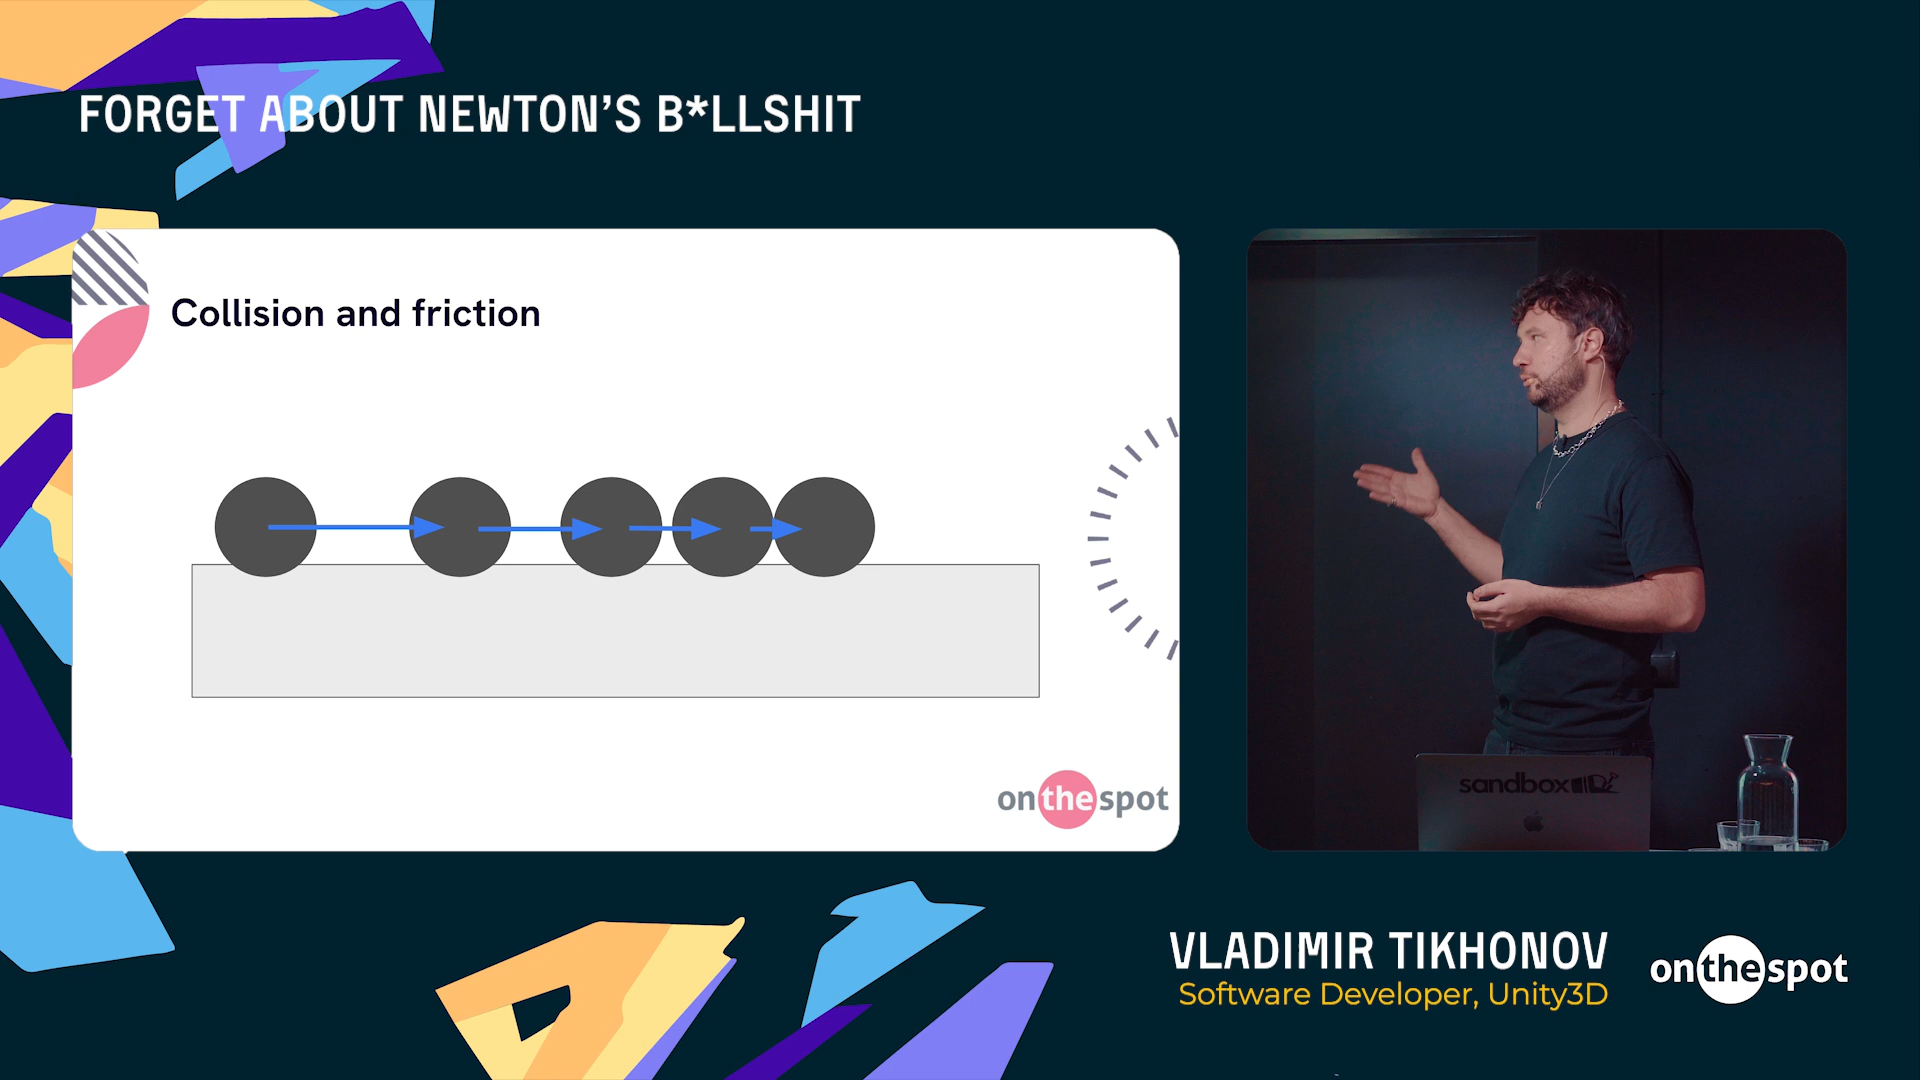 FORGET ABOUT NEWTON'S B*LLSHIT
Collision and friction
onthespot
sandbox
VLADIMIR TIKHONOV
Software Developer, Unity3D
onthespot